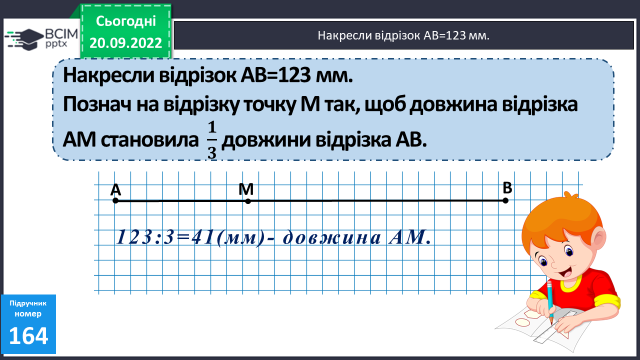 ВСІМ
pptx
Сьогодні
20.09.2022
Накресли відрізок АВ=123 мм.
Накресли відрізок АВ=123 мм.
Познач на відрізку точку М так, щоб довжина відрізка
АМ становила 1/3 довжини відрізка АВ.
А М В
123:3=41(мм)- довжина АМ.
Підручник
номер
164